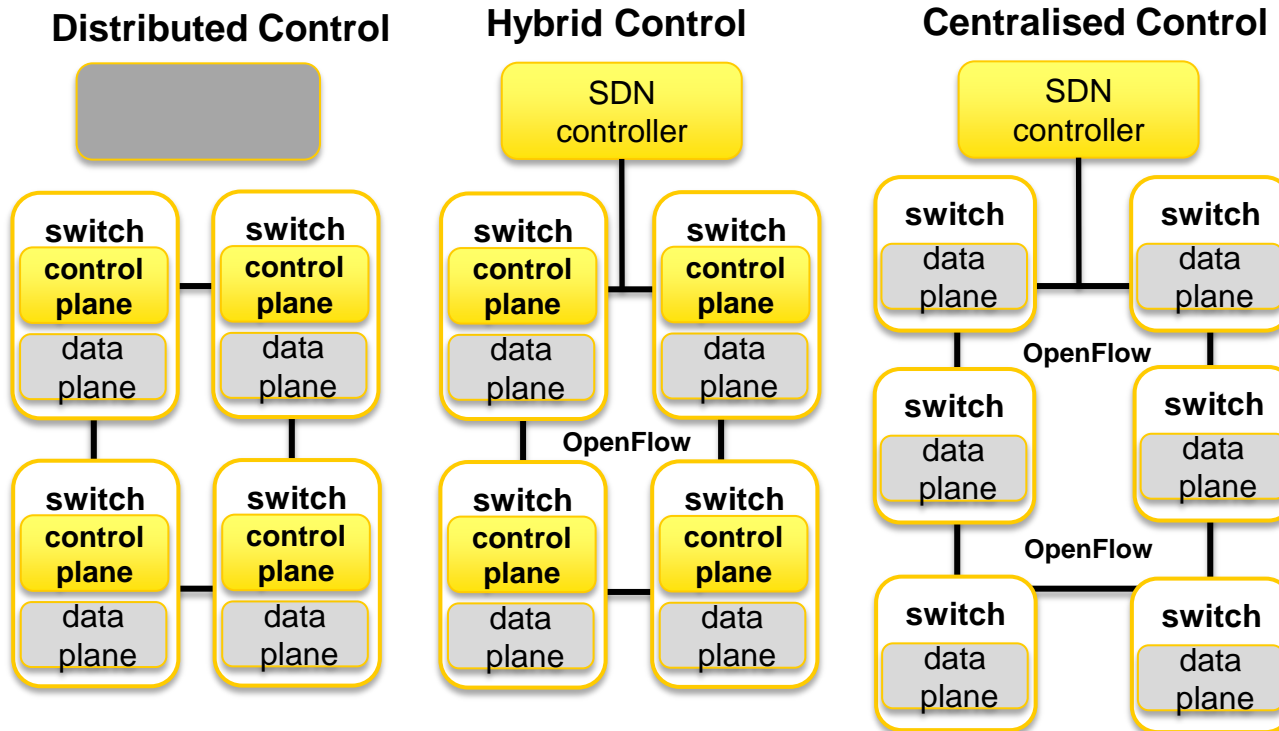 Distributed Control
switch
control
plane
data
plane
switch
control
plane
data
plane
switch
control
plane
data
plane
switch
control
plane
data
plane
Hybrid Control
SDN
controller
switch
control
plane
data
plane
switch
control
plane
data
plane
OpenFlow
switch
control
plane
data
plane
switch
control
plane
data
plane
Centralised Control
SDN
controller
switch
data
plane
switch
data
plane
OpenFlow
switch
data
plane
switch
data
plane
OpenFlow
switch
data
plane
switch
data
plane